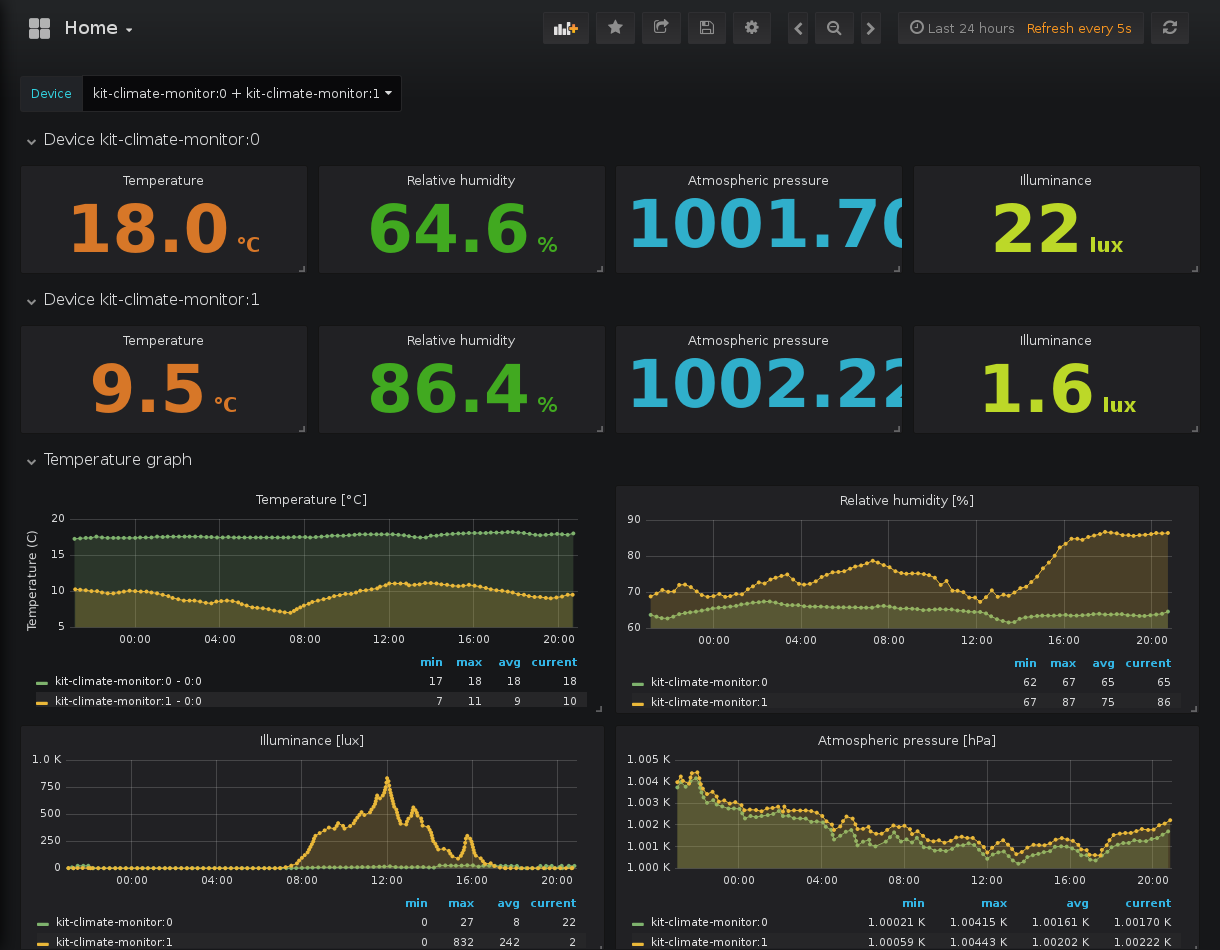 Home
Last 24 hours Refresh every 5s
Device kit-climate-monitor:0 + kit-climate-monitor:1
Device kit-climate-monitor:0
Temperature Relative humidity Atmospheric pressure Illuminance
18.0 °C 64.6 % 1001.70 22 lux
Device kit-climate-monitor:1
Temperature Relative humidity Atmospheric pressure Illuminance
9.5 °C 86.4 % 1002.22 1.6 lux
Temperature graph
Temperature [°C]
Temperature (C)
20
15
10
5
00:00 04:00 08:00 12:00 16:00 20:00
min max avg current
kit-climate-monitor:0 - 0:0 17 18 18 18
kit-climate-monitor:1 - 0:0 7 11 9 10
Relative humidity [%]
90
80
70
60
00:00 04:00 08:00 12:00 16:00 20:00
min max avg current
kit-climate-monitor:0 62 67 65 65
kit-climate-monitor:1 67 87 75 86
Illuminance [lux]
1.0 K
750
500
250
0
00:00 04:00 08:00 12:00 16:00 20:00
min max avg current
kit-climate-monitor:0 0 27 8 22
kit-climate-monitor:1 0 832 242 2
Atmospheric pressure [hPa]
1.005 K
1.004 K
1.003 K
1.002 K
1.001 K
1.000 K
00:00 04:00 08:00 12:00 16:00 20:00
min max avg current
kit-climate-monitor:0 1.00021 K 1.00415 K 1.00161 K 1.00170 K
kit-climate-monitor:1 1.00059 K 1.00443 K 1.00202 K 1.00222 K